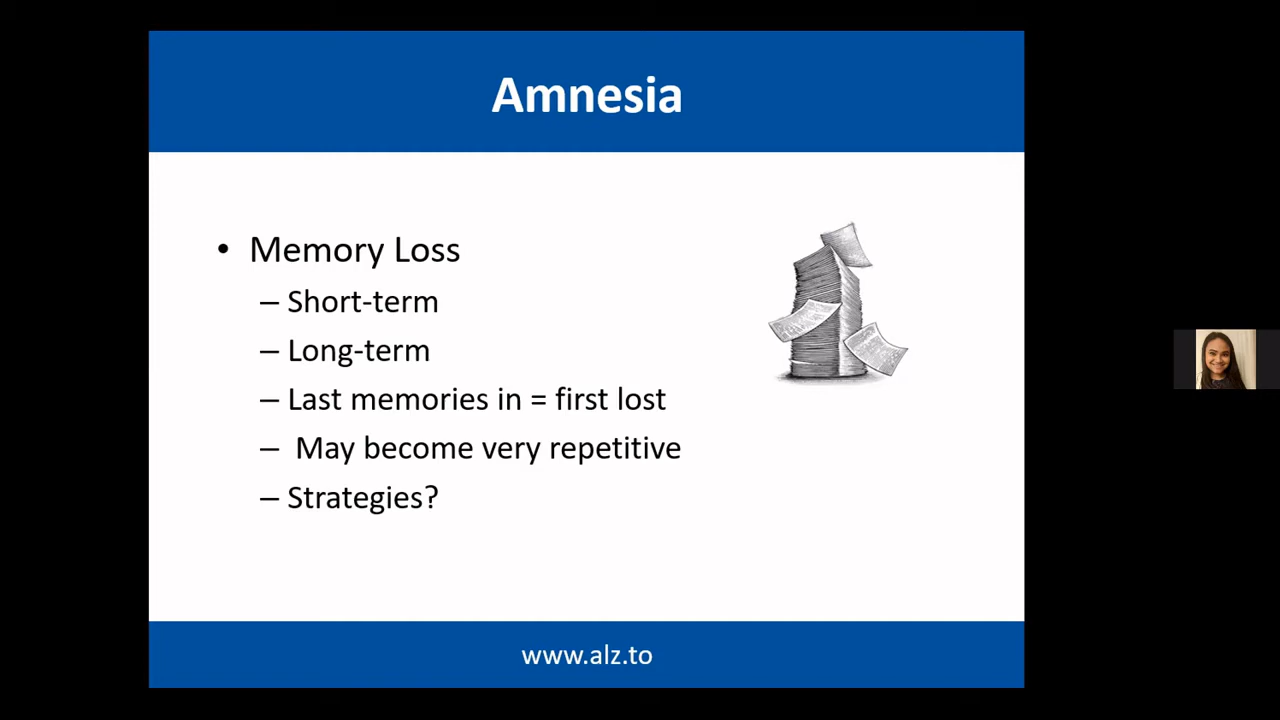 Amnesia
• Memory Loss
– Short-term
– Long-term
– Last memories in = first lost
– May become very repetitive
– Strategies?
www.alz.to